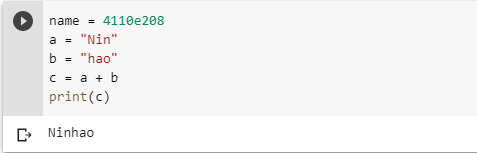 name = 4110e208
a = "Nin"
b = "hao"
c = a + b
print(c)
Ninhao